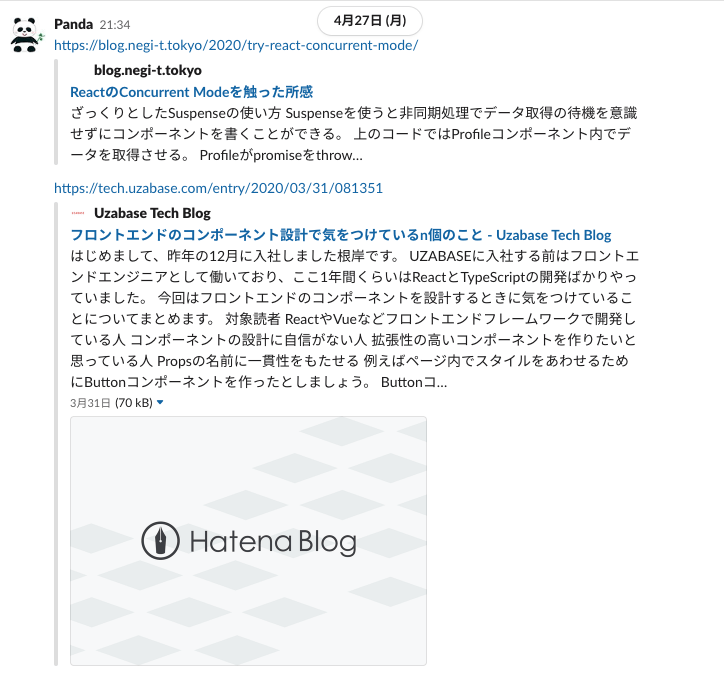 4月27日 (月)
Panda 21:34
https://blog.negi-t.tokyo/2020/try-react-concurrent-mode/
blog.negi-t.tokyo
ReactのConcurrent Modeを触った所感
ざっくりとしたSuspenseの使い方 Suspenseを使うと非同期処理でデータ取得の待機を意識
せずにコンポーネントを書くことができる。 上のコードではProfileコンポーネント内でデ
ータを取得させる。 Profileがpromiseをthrow...
https://tech.uzabase.com/entry/2020/03/31/081351
Uzabase Tech Blog
フロントエンドのコンポーネント設計で気をつけているn個のこと - Uzabase Tech Blog
はじめまして、昨年の12月に入社しました根岸です。 UZABASEに入社する前はフロントエ
ンドエンジニアとして働いており、ここ1年間くらいはReactとTypeScriptの開発ばかりやっ
ていました。 今回はフロントエンドのコンポーネントを設計するときに気をつけているこ
とについてまとめます。 対象読者 ReactやVueなどフロントエンドフレームワークで開発し
ている人 コンポーネントの設計に自信がない人 拡張性の高いコンポーネントを作りたいと
思っている人 Propsの名前に一貫性をもたせる 例えばページ内でスタイルをあわせるため
にButtonコンポーネントを作ったとしましょう。 Buttonコ...
3月31日 (70 kB)
Hatena Blog